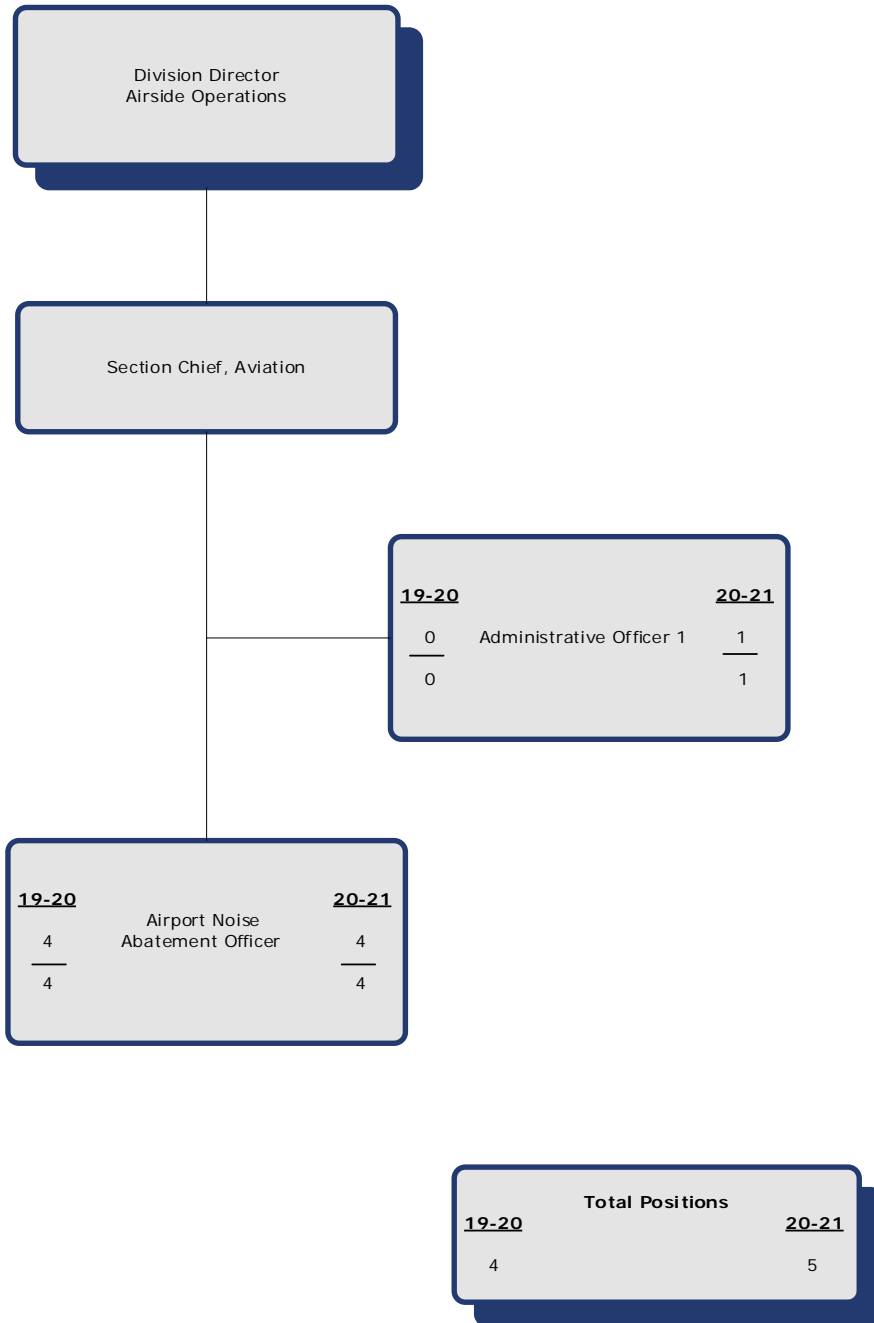 Division Director
Airside Operations
Section Chief, Aviation
19-20 20-21
0 Administrative Officer 1 1
0 1
19-20 20-21
Airport Noise
4 Abatement Officer 4
4 4
Total Positions
19-20 20-21
4 5